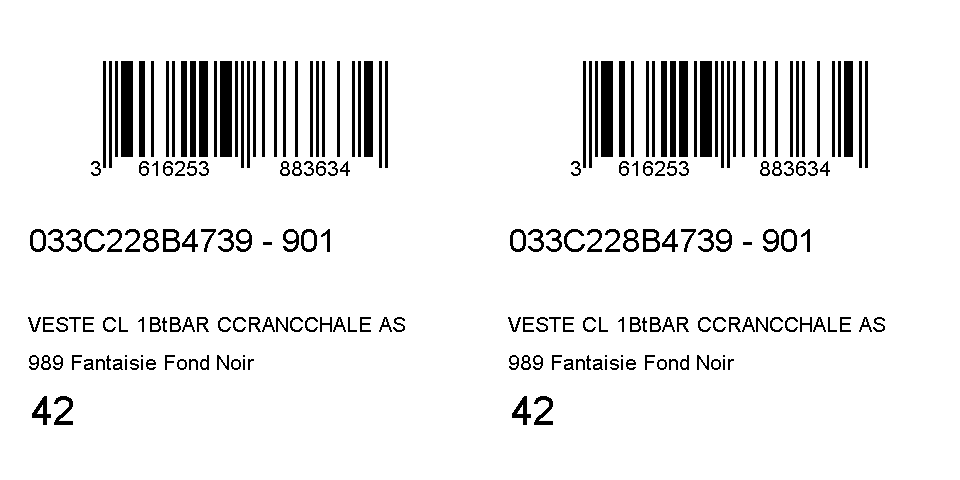 3 616253 883634
033C228B4739 - 901
VESTE CL 1BtBAR CCRANCCHALE AS
989 Fantaisie Fond Noir
42
3 616253 883634
033C228B4739 - 901
VESTE CL 1BtBAR CCRANCCHALE AS
989 Fantaisie Fond Noir
42